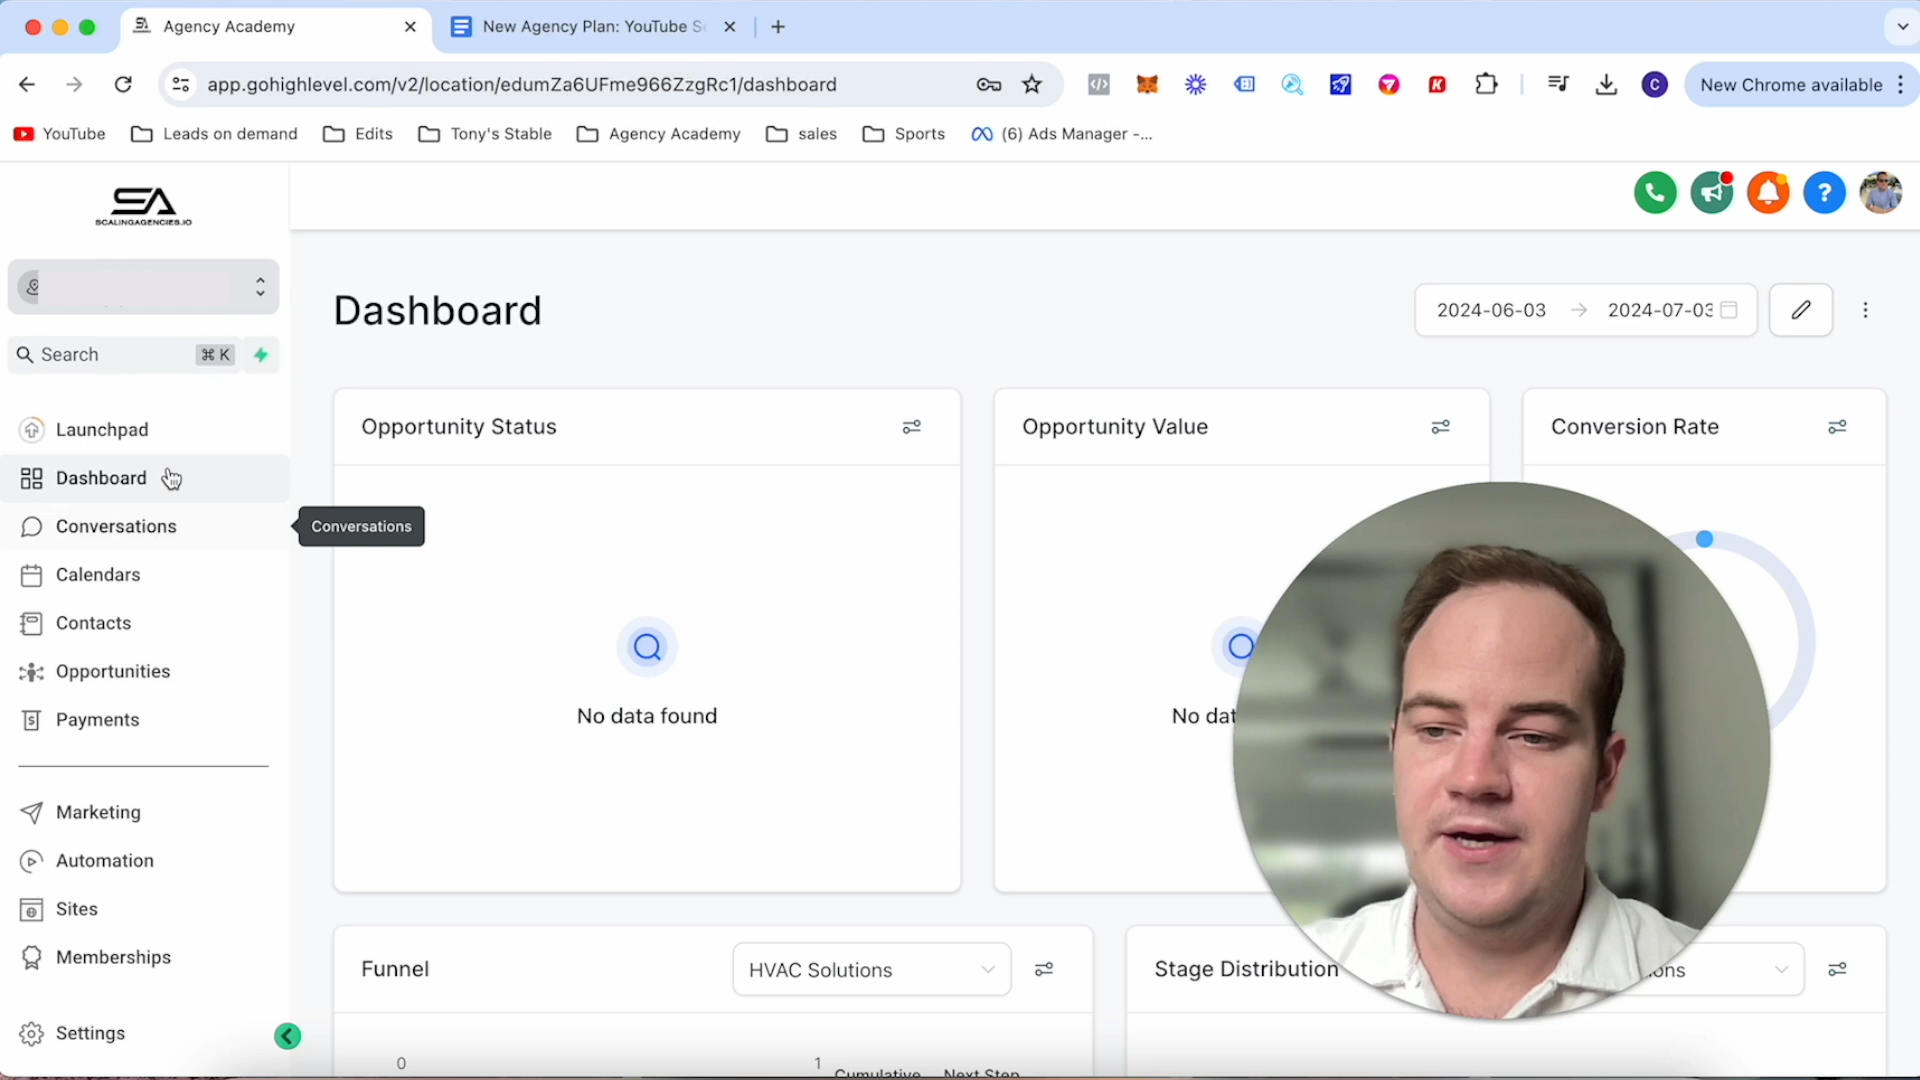 Agency Academy
New Agency Plan: YouTube S
app.gohighlevel.com/v2/location/edumZa6UFme966ZzgRc1/dashboard
C
New Chrome available
YouTube
Leads on demand
Edits
Tony's Stable
Agency Academy
sales
Sports
(6) Ads Manager -...
SA
SCALINGAGENCIES.IO
Search
⌘ K
Launchpad
Dashboard
Conversations
Calendars
Contacts
Opportunities
Payments
Marketing
Automation
Sites
Memberships
Settings
Conversations
Dashboard
2024-06-03
2024-07-03
Opportunity Status
No data found
Opportunity Value
No dat
Conversion Rate
Funnel
HVAC Solutions
0
1
Cumulative
Next Step
Stage Distribution
ions